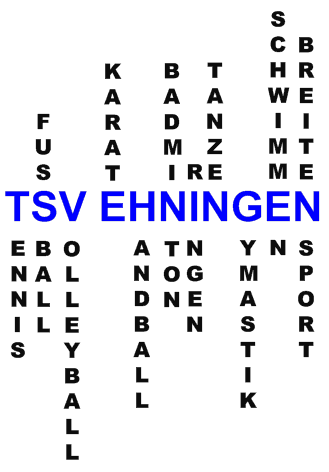 TSV EHNINGEN
TENNIS
FUSSBALL
VOLLEYBALL
KARATE
HANDBALL
BADMINTON
RINGEN
TANZEN
GYMASTIK
SCHWIMMEN
BREITENSPORT